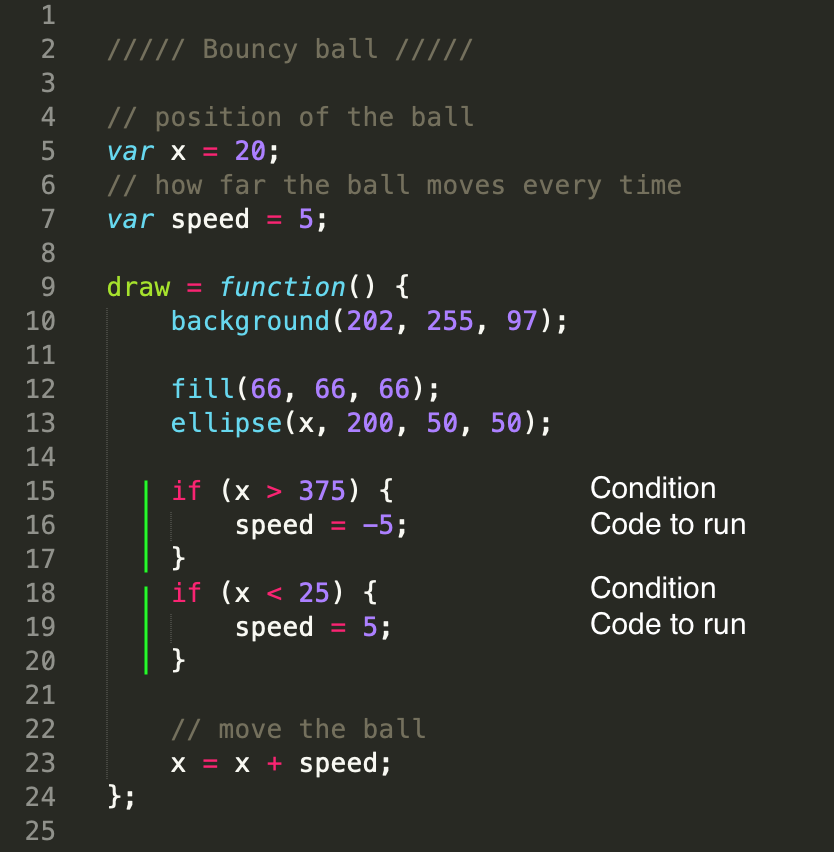 1
2 ///// Bouncy ball /////
3
4 // position of the ball
5 var x = 20;
6 // how far the ball moves every time
7 var speed = 5;
8
9 draw = function() {
10 background(202, 255, 97);
11
12 fill(66, 66, 66);
13 ellipse(x, 200, 50, 50);
14
15 if (x > 375) { Condition
16 speed = -5; Code to run
17 }
18 if (x < 25) { Condition
19 speed = 5; Code to run
20 }
21
22 // move the ball
23 x = x + speed;
24 };
25